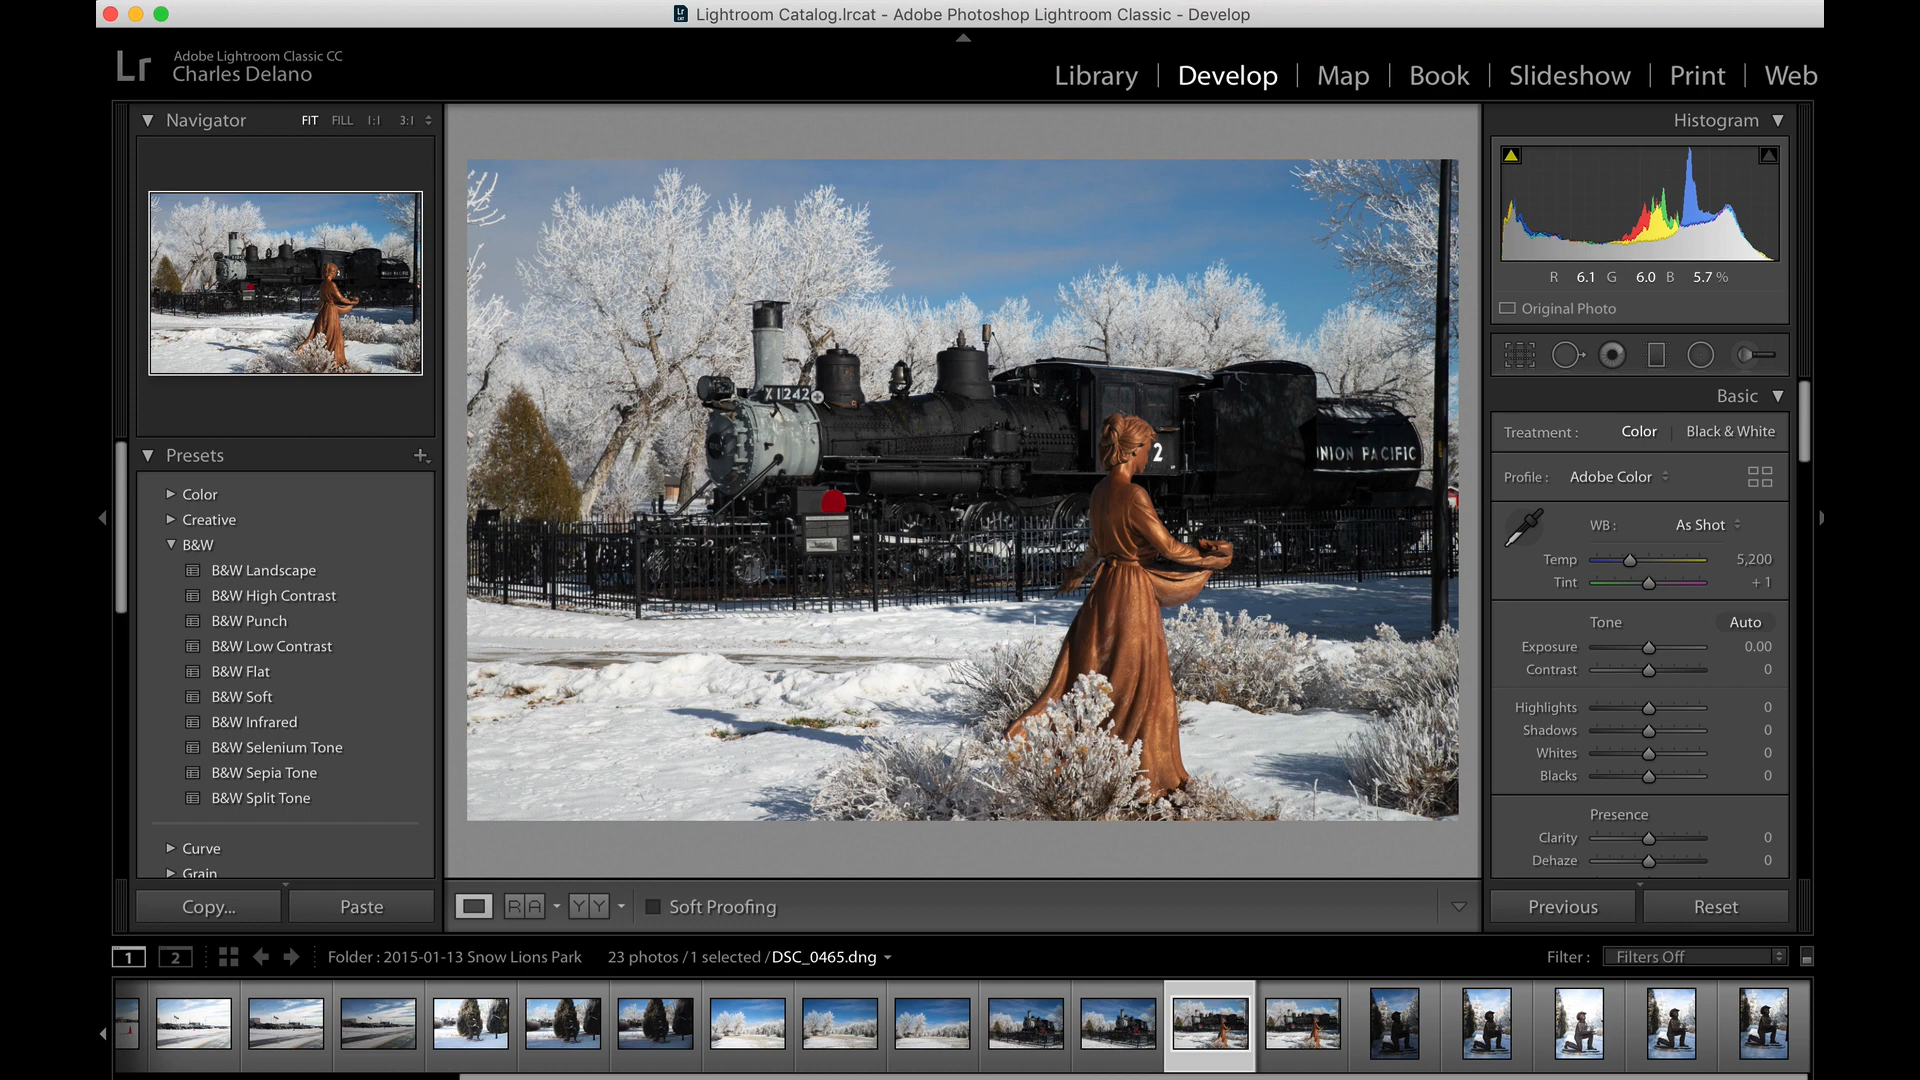 Lightroom Catalog.lrcat - Adobe Photoshop Lightroom Classic - Develop
Lr
Adobe Lightroom Classic CC
Charles Delano
Library | Develop | Map | Book | Slideshow | Print | Web
Navigator FIT FILL 1:1 3:1
Histogram
R 6.1 G 6.0 B 5.7 %
Original Photo
X1242
2
UNION PACIFIC
Basic
Treatment : Color Black & White
Profile : Adobe Color
WB : As Shot
Temp 5,200
Tint + 1
Tone Auto
Exposure 0.00
Contrast 0
Highlights 0
Shadows 0
Whites 0
Blacks 0
Presence
Clarity 0
Dehaze 0
Presets
Color
Creative
B&W
B&W Landscape
B&W High Contrast
B&W Punch
B&W Low Contrast
B&W Flat
B&W Soft
B&W Infrared
B&W Selenium Tone
B&W Sepia Tone
B&W Split Tone
Curve
Grain
Copy... Paste
RA YY Soft Proofing
Previous Reset
1 2 Folder : 2015-01-13 Snow Lions Park 23 photos / 1 selected / DSC_0465.dng
Filter : Filters Off